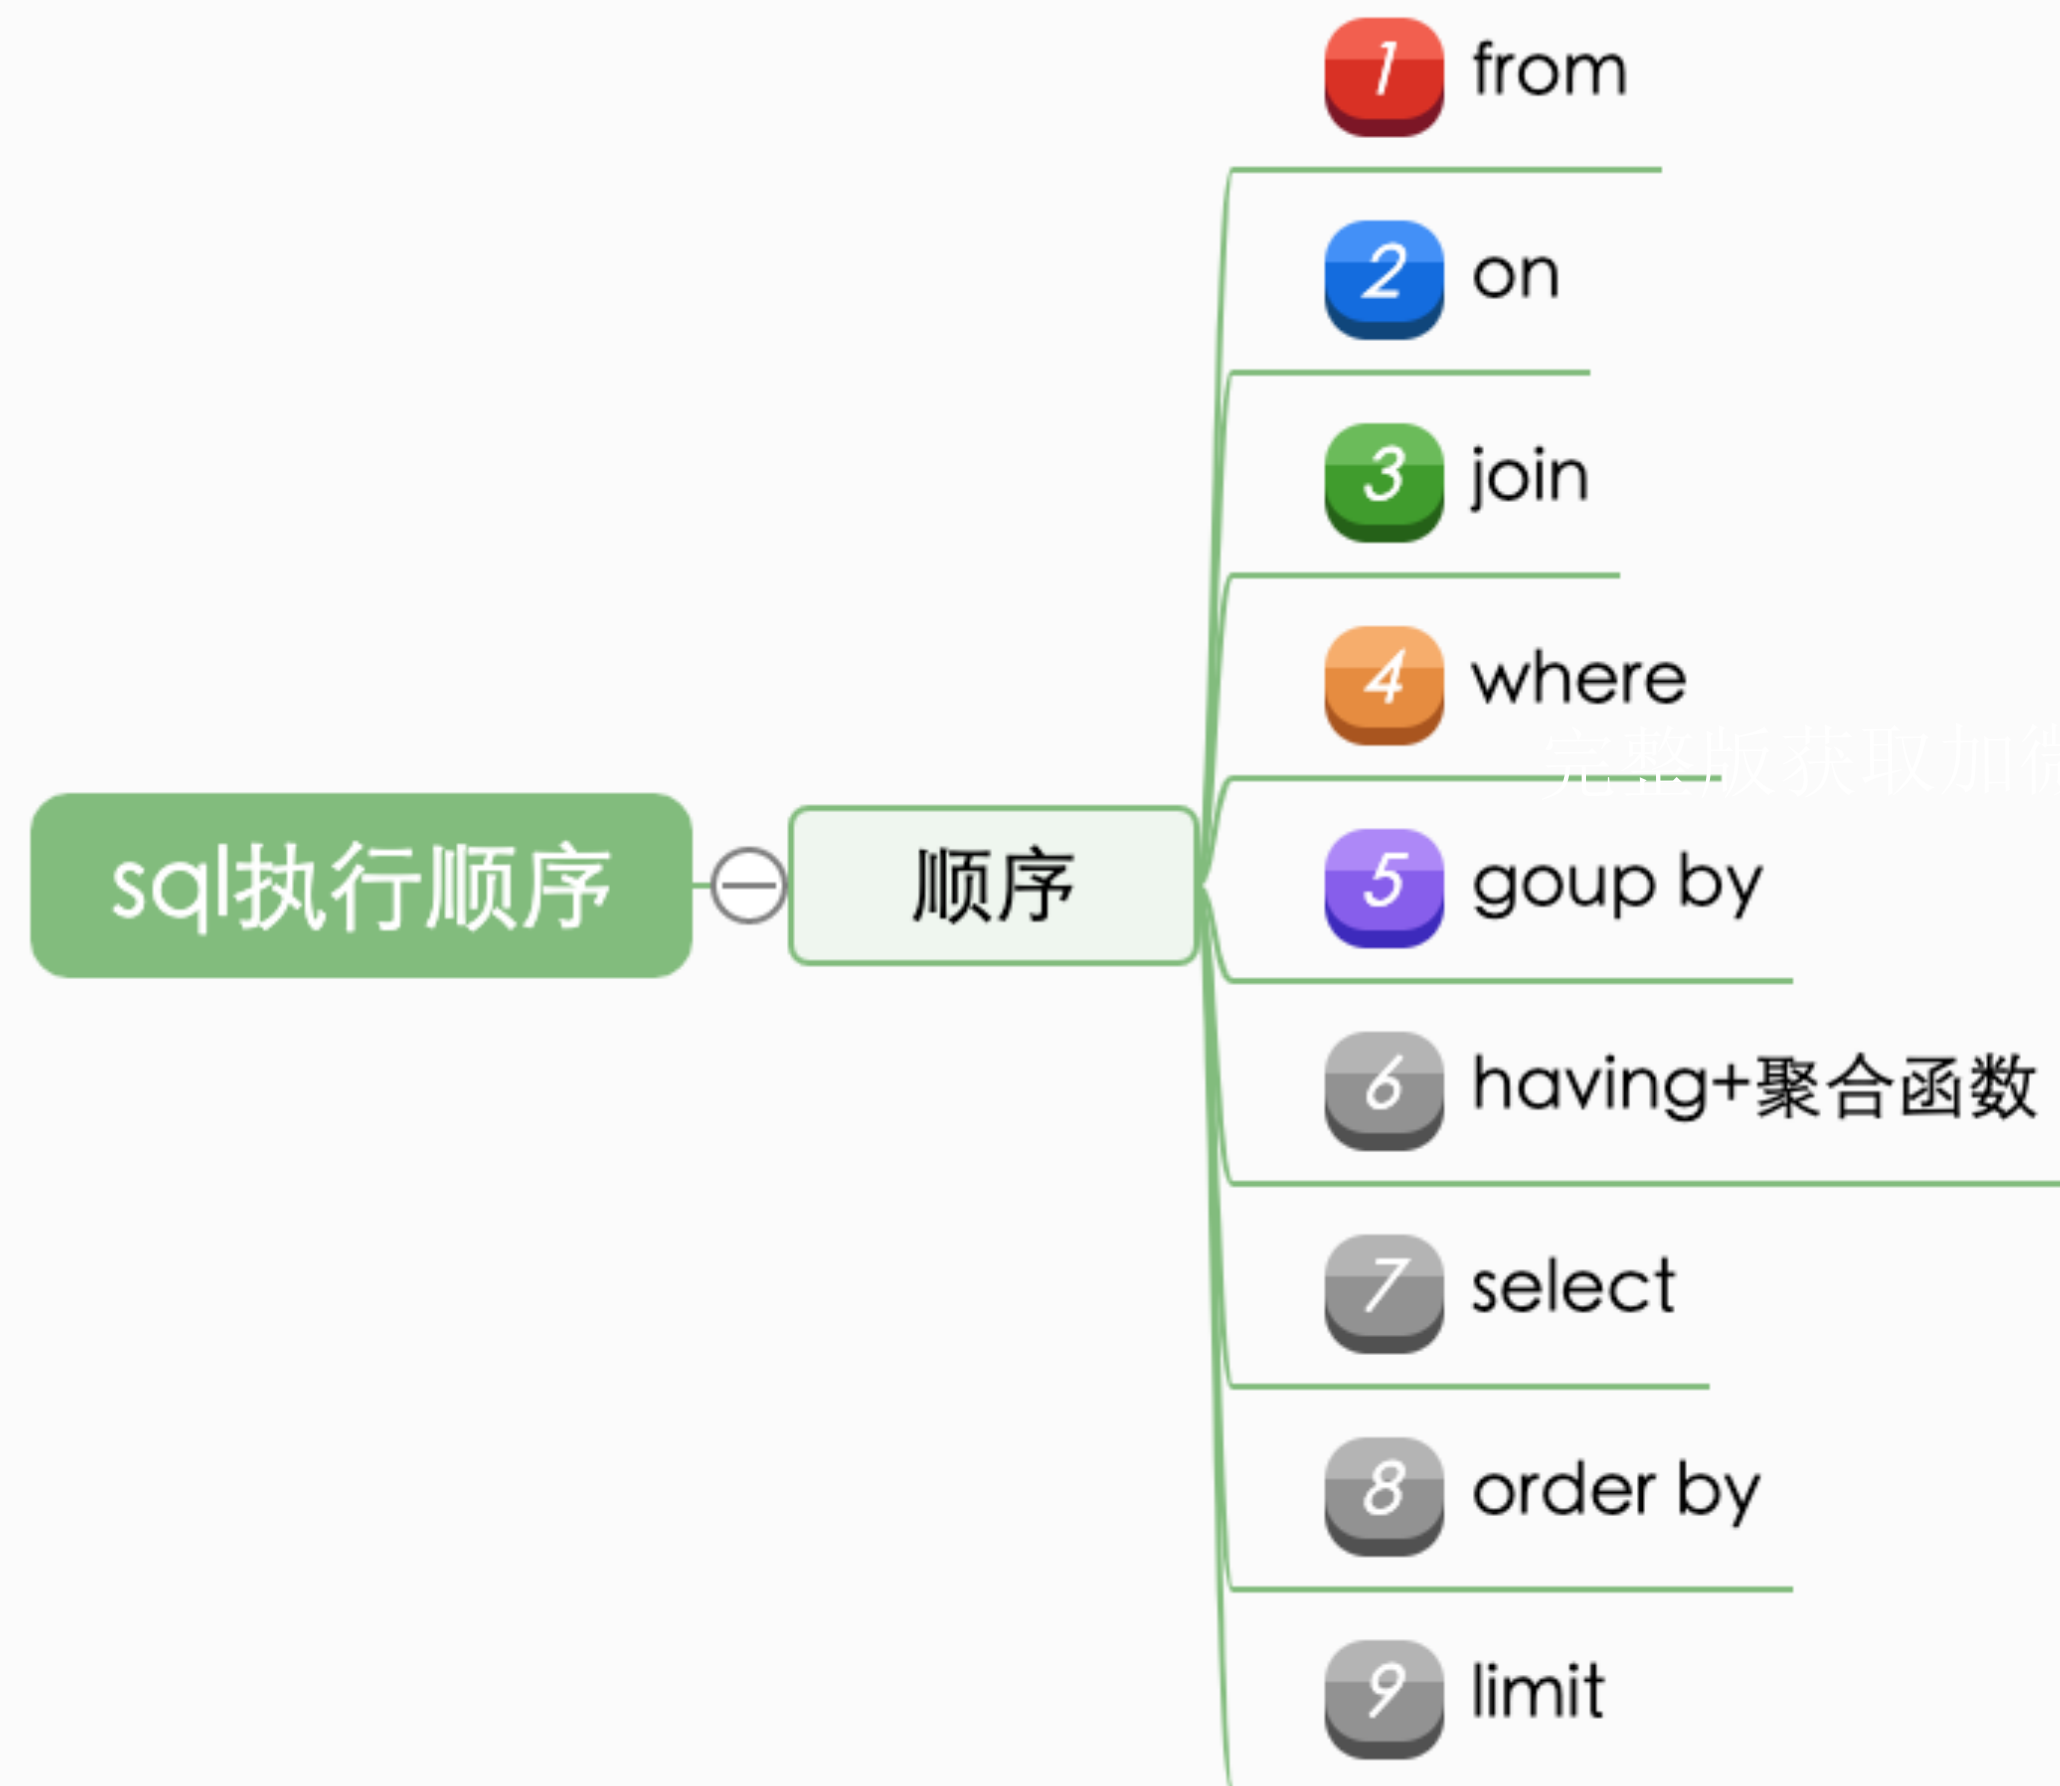 1 from
2 on
3 join
4 where
完整版获取加微
sql执行顺序
顺序
5 goup by
6 having+聚合函数
7 select
8 order by
9 limit